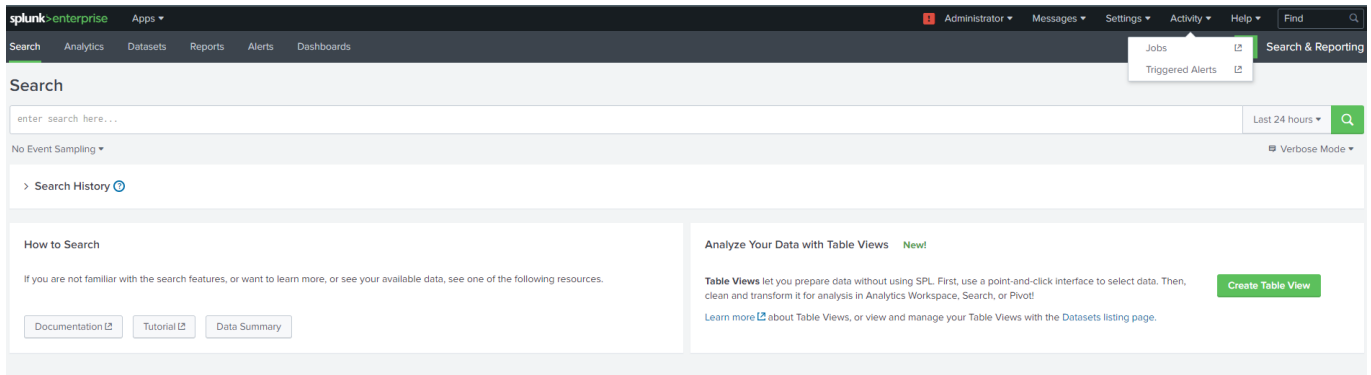 splunk>enterprise Apps ▾ ! Administrator ▾ Messages ▾ Settings ▾ Activity ▾ Help ▾ Find
Search Analytics Datasets Reports Alerts Dashboards Search & Reporting
Jobs
Triggered Alerts
Search
enter search here... Last 24 hours ▾
No Event Sampling ▾ Verbose Mode ▾
> Search History ?
How to Search
If you are not familiar with the search features, or want to learn more, or see your available data, see one of the following resources.
Documentation Tutorial Data Summary
Analyze Your Data with Table Views New!
Table Views let you prepare data without using SPL. First, use a point-and-click interface to select data. Then,
clean and transform it for analysis in Analytics Workspace, Search, or Pivot!
Create Table View
Learn more about Table Views, or view and manage your Table Views with the Datasets listing page.